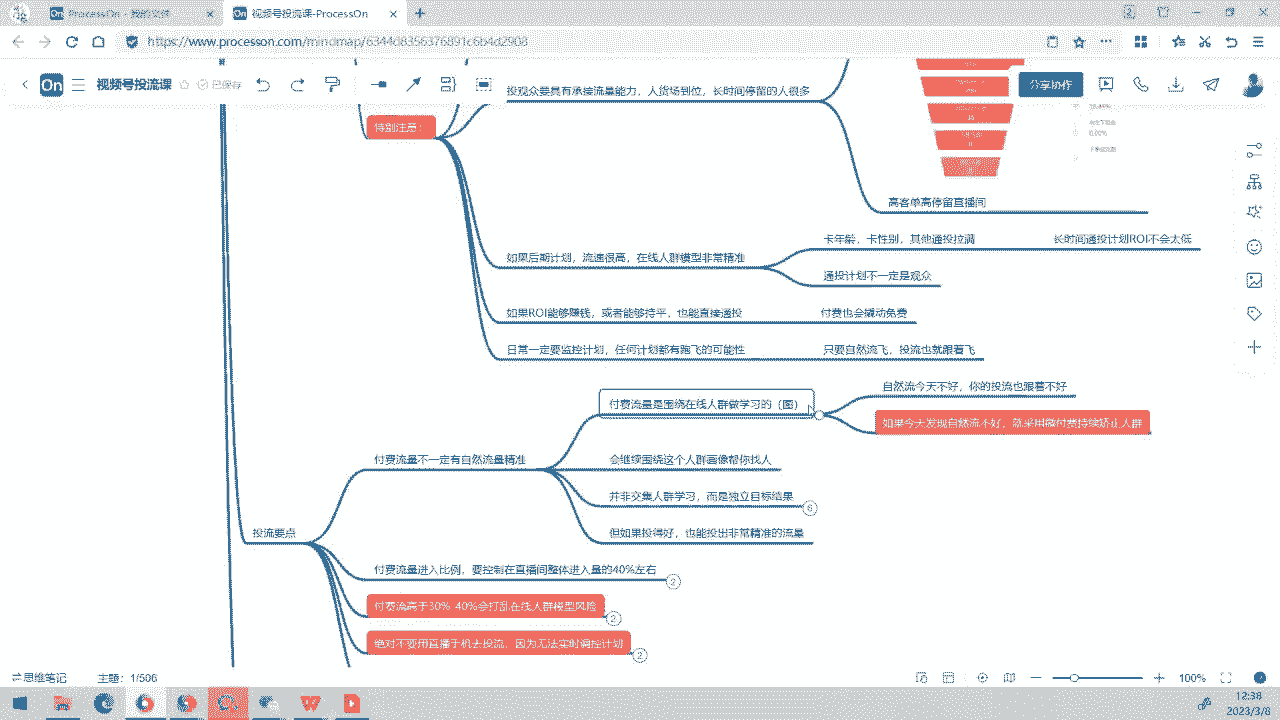 ProcessOn - 我的文件
视频号投流课-ProcessOn
https://www.processon.com/mindmap/6344d8356376891c6b4d2908
On
视频号投流课
已保存
分享协作
投观众要具有承接流量能力，人货场到位，长时间停留的人很多
特别注意：
高客单高停留直播间
如果后期计划，流速很高，在线人群模型非常精准
卡年龄，卡性别，其他通投拉满
长时间通投计划ROI不会太低
通投计划不一定是观众
如果ROI能够赚钱，或者能够持平，也能直接通投
付费也会撬动免费
日常一定要监控计划，任何计划都有跑飞的可能性
只要自然流飞，投流也就跟着飞
付费流量是围绕在线人群做学习的（图）
自然流今天不好，你的投流也跟着不好
如果今天发现自然流不好，就采用微付费持续矫正人群
付费流量不一定有自然流量精准
会继续围绕这个人群画像帮你找人
并非交集人群学习，而是独立目标结果
6
但如果投得好，也能投出非常精准的流量
投流要点
付费流量进入比例，要控制在直播间整体进入量的40%左右
2
付费流高于30%-40%会打乱在线人群模型风险
2
绝对不要用直播手机去投流，因为无法实时调控计划
2
思维笔记
主题：1/506
100%
12:38
2023/3/8